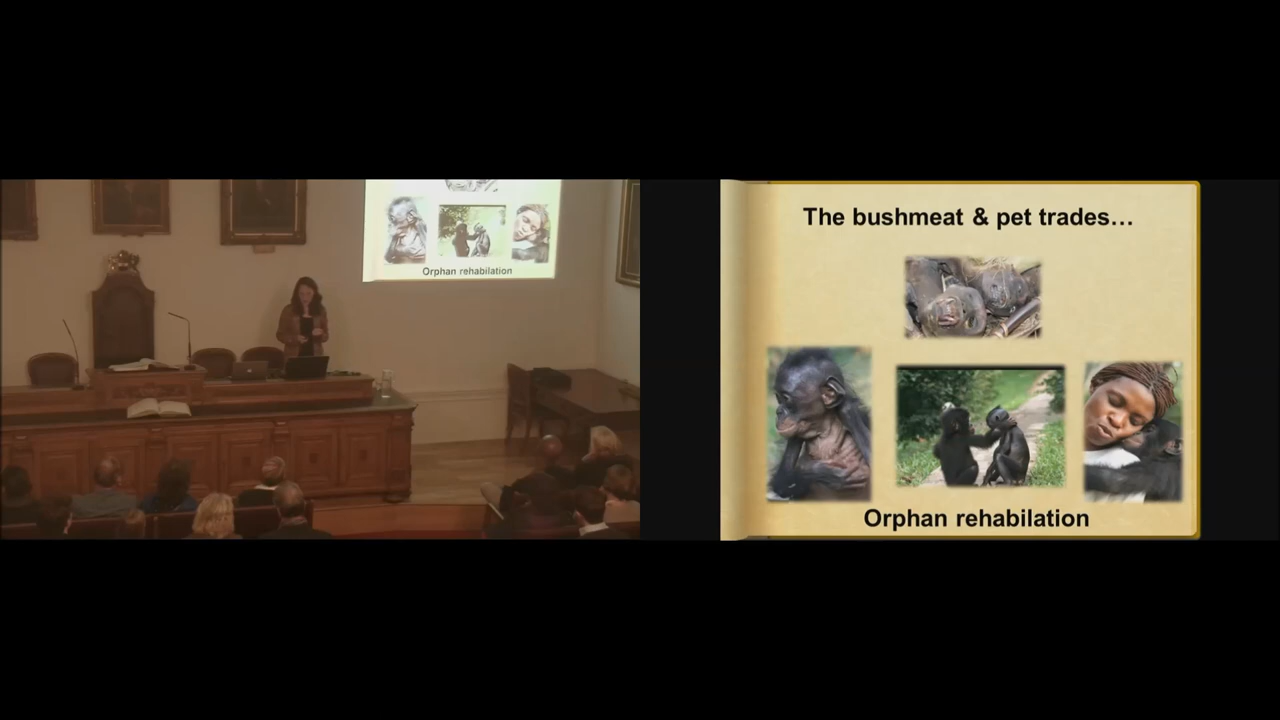 Orphan rehabilation
The bushmeat & pet trades…
Orphan rehabilation